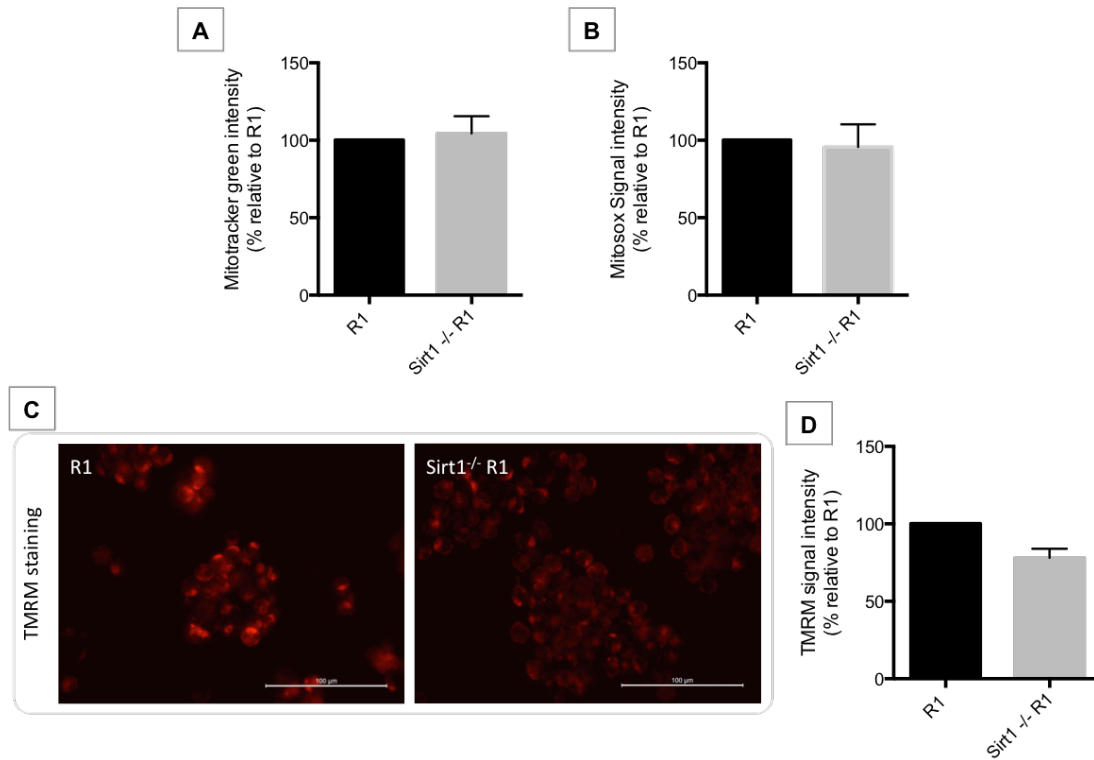 A
Mitotracker green intensity
(% relative to R1)
150
100
50
0
R1
Sirt1 -/- R1
B
Mitosox Signal intensity
(% relative to R1)
150
100
50
0
R1
Sirt1 -/- R1
C
TMRM staining
R1
100 µm
Sirt1-/- R1
100 µm
D
TMRM signal intensity
(% relative to R1)
150
100
50
0
R1
Sirt1 -/- R1